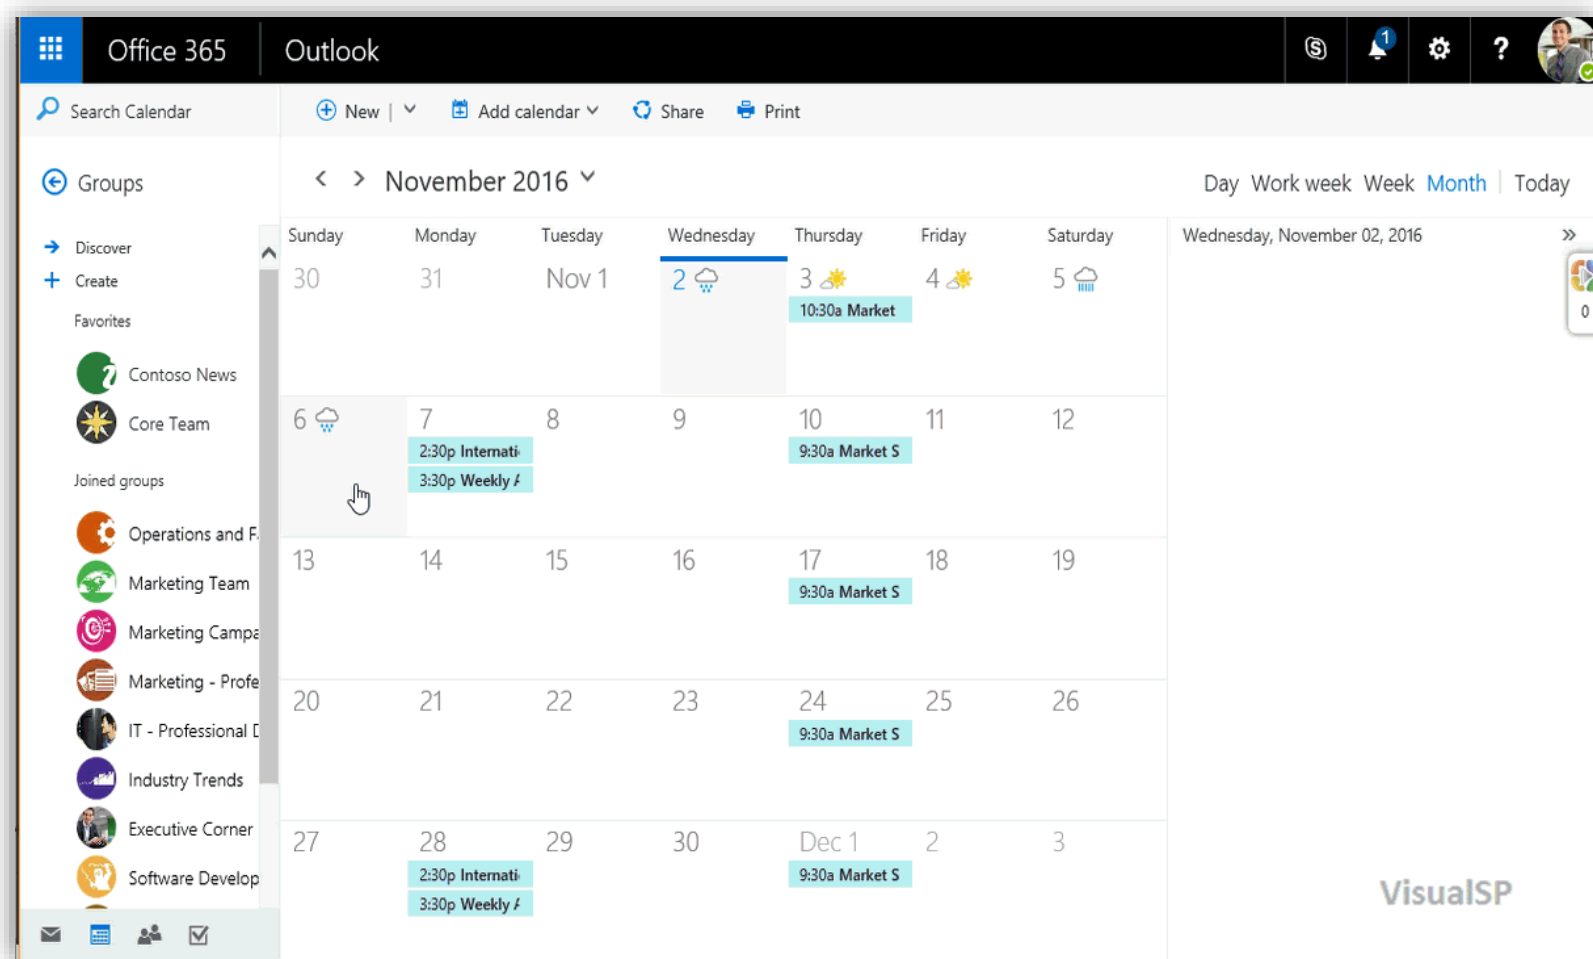 Office 365 Outlook 1 ?
Search Calendar New Add calendar Share Print
Groups November 2016 Day Work week Week Month Today
Discover
Create
Favorites
Contoso News
Core Team
Joined groups
Operations and F
Marketing Team
Marketing Campa
Marketing - Profe
IT - Professional D
Industry Trends
Executive Corner
Software Develop
Sunday Monday Tuesday Wednesday Thursday Friday Saturday
30 31 Nov 1 2 3 4 5
10:30a Market
6 7 8 9 10 11 12
2:30p Internati 9:30a Market S
3:30p Weekly A
13 14 15 16 17 18 19
9:30a Market S
20 21 22 23 24 25 26
9:30a Market S
27 28 29 30 Dec 1 2 3
2:30p Internati 9:30a Market S
3:30p Weekly A
Wednesday, November 02, 2016
0
VisualSP